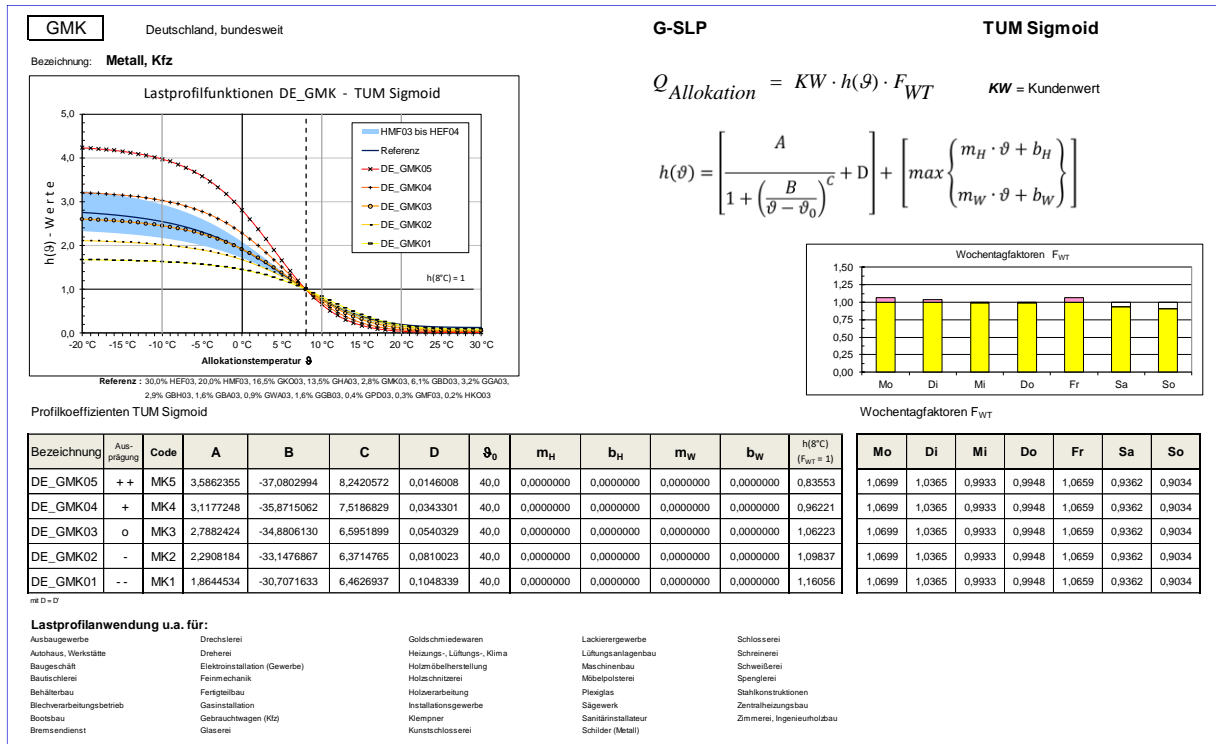 GMK
Deutschland, bundesweit
G-SLP
TUM Sigmoid
Bezeichnung: Metall, Kfz
Lastprofilfunktionen DE_GMK - TUM Sigmoid
h(ϑ) - Werte
5,0
4,0
3,0
2,0
1,0
0,0
HMF03 bis HEF04
Referenz
DE_GMK05
DE_GMK04
DE_GMK03
DE_GMK02
DE_GMK01
h(8°C) = 1
-20 °C -15 °C -10 °C -5 °C 0 °C 5 °C 10 °C 15 °C 20 °C 25 °C 30 °C
Allokationstemperatur ϑ
Referenz : 30,0% HEF03, 20,0% HMF03, 16,5% GKO03, 13,5% GHA03, 2,8% GMK03, 6,1% GBD03, 3,2% GGA03,
2,9% GBH03, 1,6% GBA03, 0,9% GWA03, 1,6% GGB03, 0,4% GPD03, 0,3% GMF03, 0,2% HKO03
Q Allokation = KW · h(ϑ) · F WT
KW = Kundenwert
h(ϑ) = [ A / (1 + (B / (ϑ − ϑ0))^C) + D ] + [ max { mH · ϑ + bH
mW · ϑ + bW } ]
Wochentagfaktoren FWT
1,50
1,25
1,00
0,75
0,50
0,25
0,00
Mo Di Mi Do Fr Sa So
Profilkoeffizienten TUM Sigmoid
Bezeichnung Aus-prägung Code A B C D ϑ0 mH bH mW bW h(8°C) (FWT = 1)
DE_GMK05 + + MK5 3,5862355 -37,0802994 8,2420572 0,0146008 40,0 0,0000000 0,0000000 0,0000000 0,0000000 0,83553
DE_GMK04 + MK4 3,1177248 -35,8715062 7,5186829 0,0343301 40,0 0,0000000 0,0000000 0,0000000 0,0000000 0,96221
DE_GMK03 o MK3 2,7882424 -34,8806130 6,5951899 0,0540329 40,0 0,0000000 0,0000000 0,0000000 0,0000000 1,06223
DE_GMK02 - MK2 2,2908184 -33,1476867 6,3714765 0,0810023 40,0 0,0000000 0,0000000 0,0000000 0,0000000 1,09837
DE_GMK01 - - MK1 1,8644534 -30,7071633 6,4626937 0,1048339 40,0 0,0000000 0,0000000 0,0000000 0,0000000 1,16056
mit D = D'
Wochentagfaktoren FWT
Mo Di Mi Do Fr Sa So
1,0699 1,0365 0,9933 0,9948 1,0659 0,9362 0,9034
1,0699 1,0365 0,9933 0,9948 1,0659 0,9362 0,9034
1,0699 1,0365 0,9933 0,9948 1,0659 0,9362 0,9034
1,0699 1,0365 0,9933 0,9948 1,0659 0,9362 0,9034
1,0699 1,0365 0,9933 0,9948 1,0659 0,9362 0,9034
Lastprofilanwendung u.a. für:
Ausbaugewerbe
Autohaus, Werkstätte
Baugeschäft
Bautischlerei
Behälterbau
Blechverarbeitungsbetrieb
Bootsbau
Bremsendienst
Drechslerei
Dreherei
Elektroinstallation (Gewerbe)
Feinmechanik
Fertigteilbau
Gasinstallation
Gebrauchtwagen (Kfz)
Glaserei
Goldschmiedewaren
Heizungs-, Lüftungs-, Klima
Holzmöbelherstellung
Holzschnitzerei
Holzverarbeitung
Installationsgewerbe
Klempner
Kunstschlosserei
Lackierergewerbe
Lüftungsanlagenbau
Maschinenbau
Möbelpolsterei
Plexiglas
Sägewerk
Sanitärinstallateur
Schilder (Metall)
Schlosserei
Schreinerei
Schweißerei
Spenglerei
Stahlkonstruktionen
Zentralheizungsbau
Zimmerei, Ingenieurholzbau